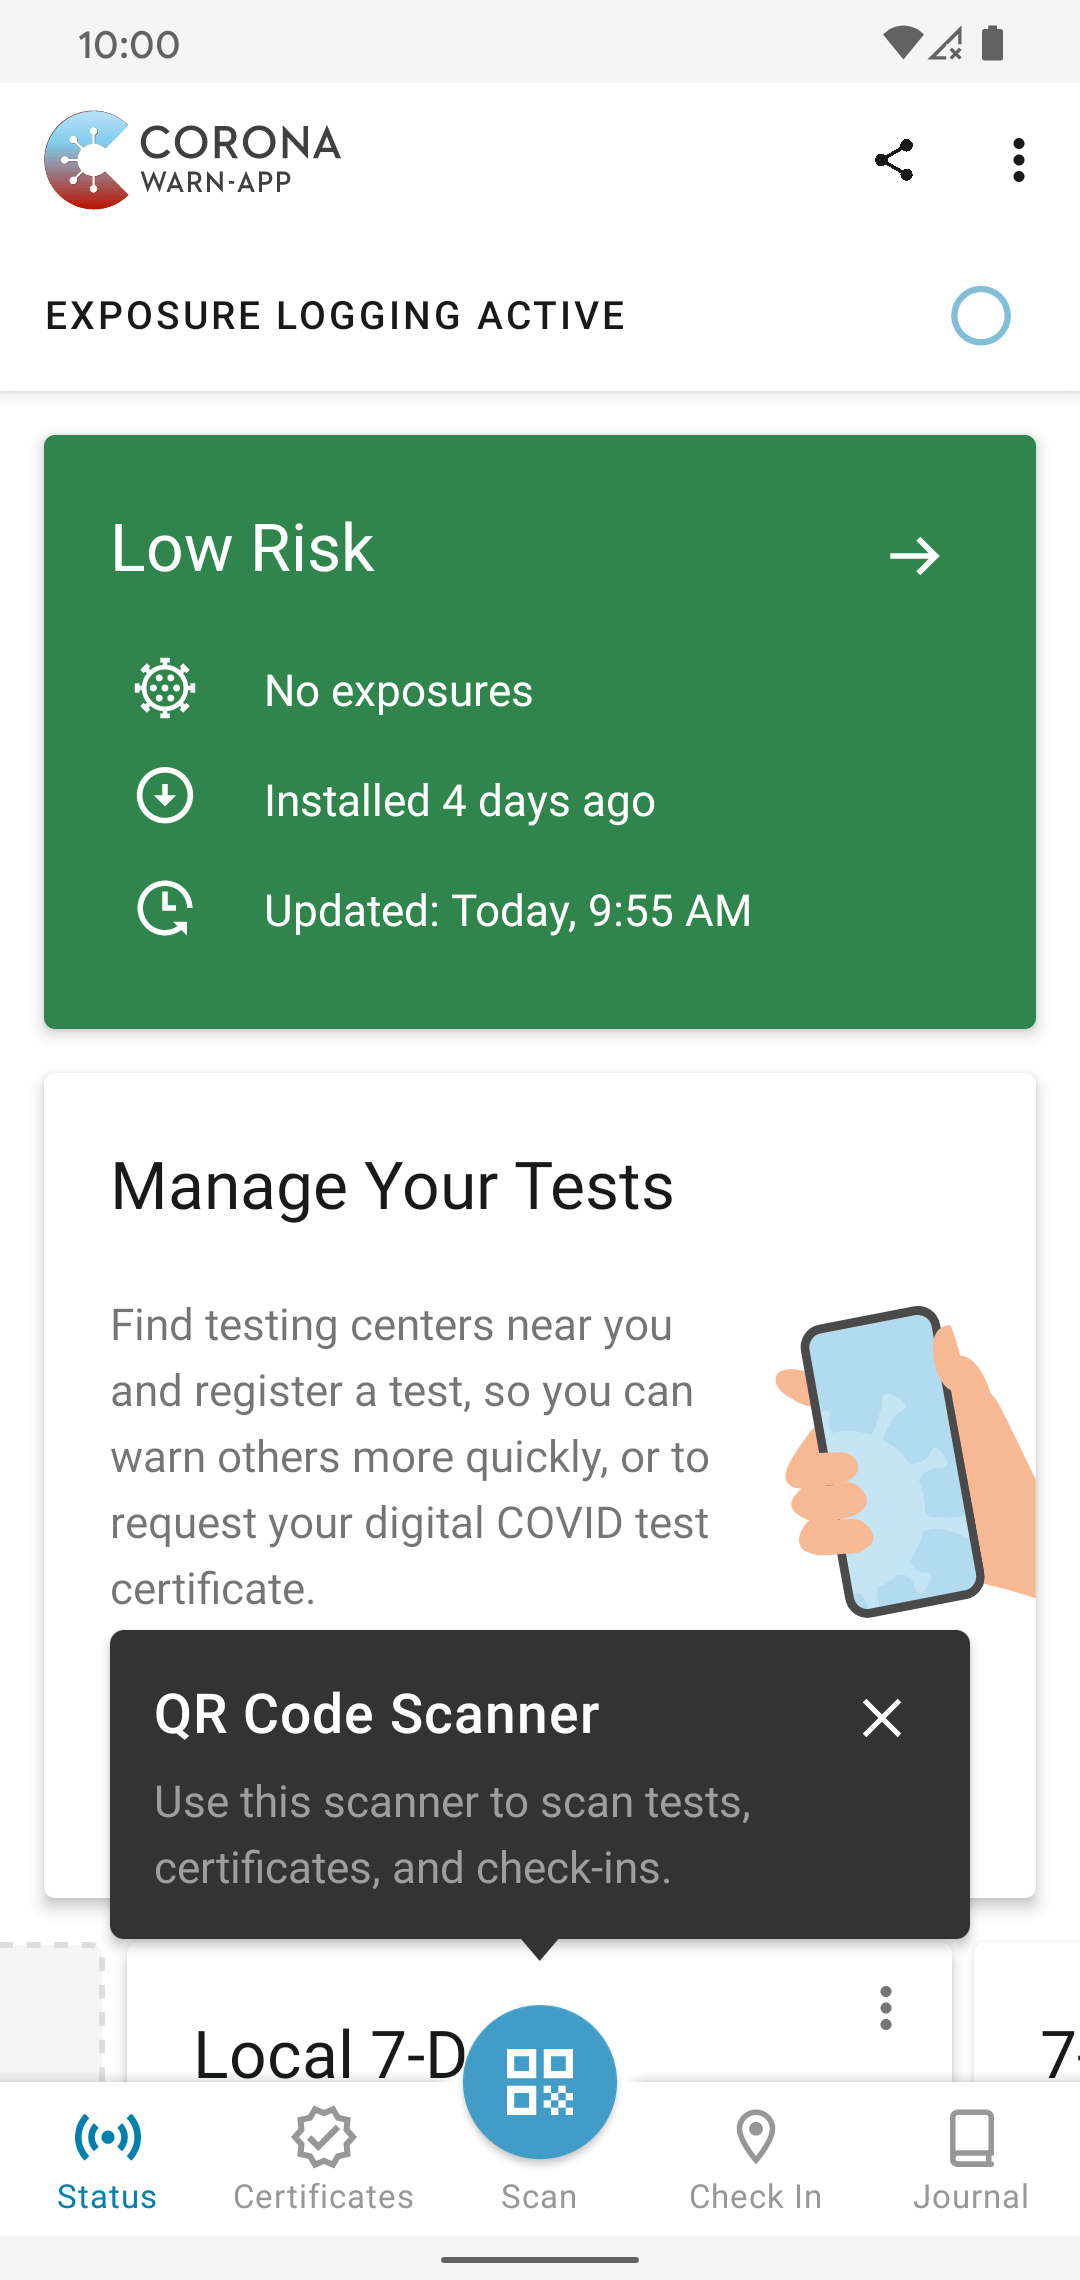 10:00
CORONA
WARN-APP
EXPOSURE LOGGING ACTIVE
Low Risk
No exposures
Installed 4 days ago
Updated: Today, 9:55 AM
Manage Your Tests
Find testing centers near you
and register a test, so you can
warn others more quickly, or to
request your digital COVID test
certificate.
QR Code Scanner
Use this scanner to scan tests,
certificates, and check-ins.
Local 7-D
7-
Status
Certificates
Scan
Check In
Journal